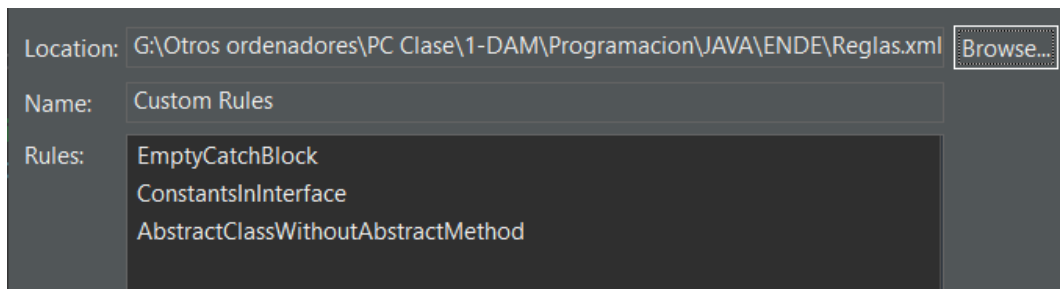 Location: G:\Otros ordenadores\PC Clase\1-DAM\Programacion\JAVA\ENDE\Reglas.xml Browse...
Name: Custom Rules
Rules: EmptyCatchBlock
ConstantsInInterface
AbstractClassWithoutAbstractMethod